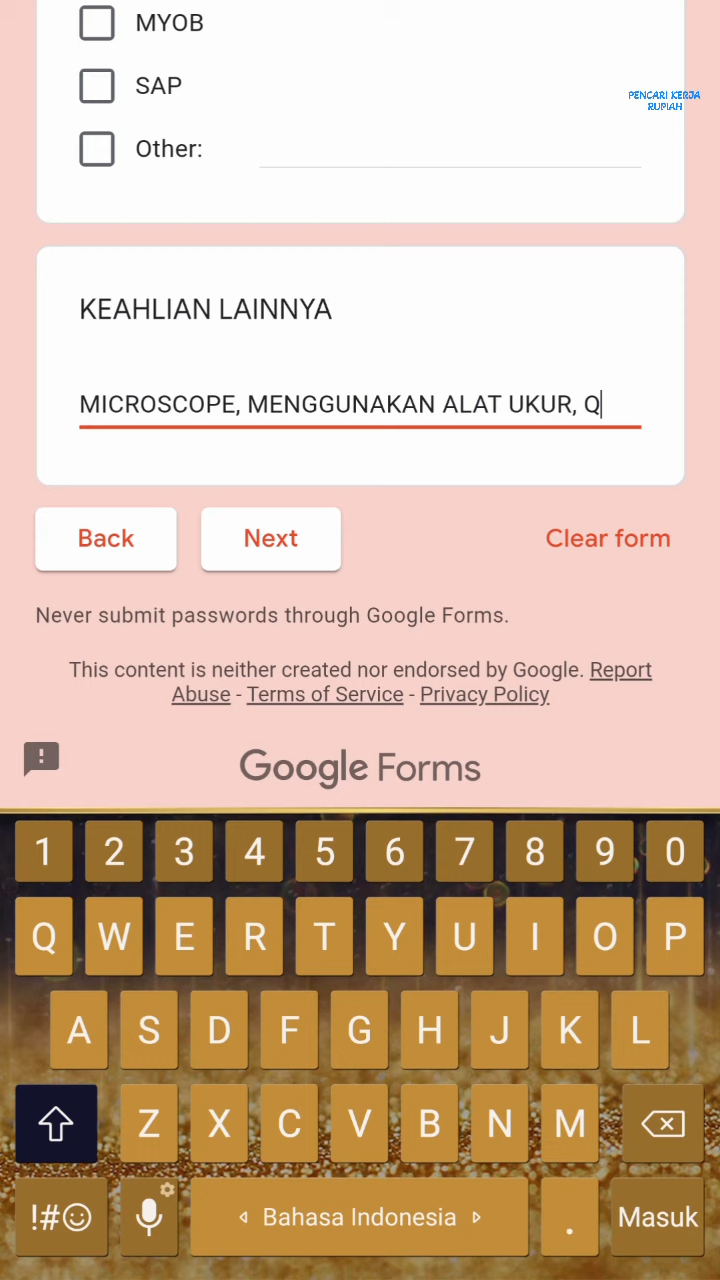 MYOB
SAP
PENCARI KERJA
RUPIAH
Other:
KEAHLIAN LAINNYA
MICROSCOPE, MENGGUNAKAN ALAT UKUR, Q
Back
Next
Clear form
Never submit passwords through Google Forms.
This content is neither created nor endorsed by Google. Report
Abuse - Terms of Service - Privacy Policy
Google Forms
1 2 3 4 5 6 7 8 9 0
Q W E R T Y U I O P
A S D F G H J K L
Z X C V B N M
!#☺ Bahasa Indonesia . Masuk